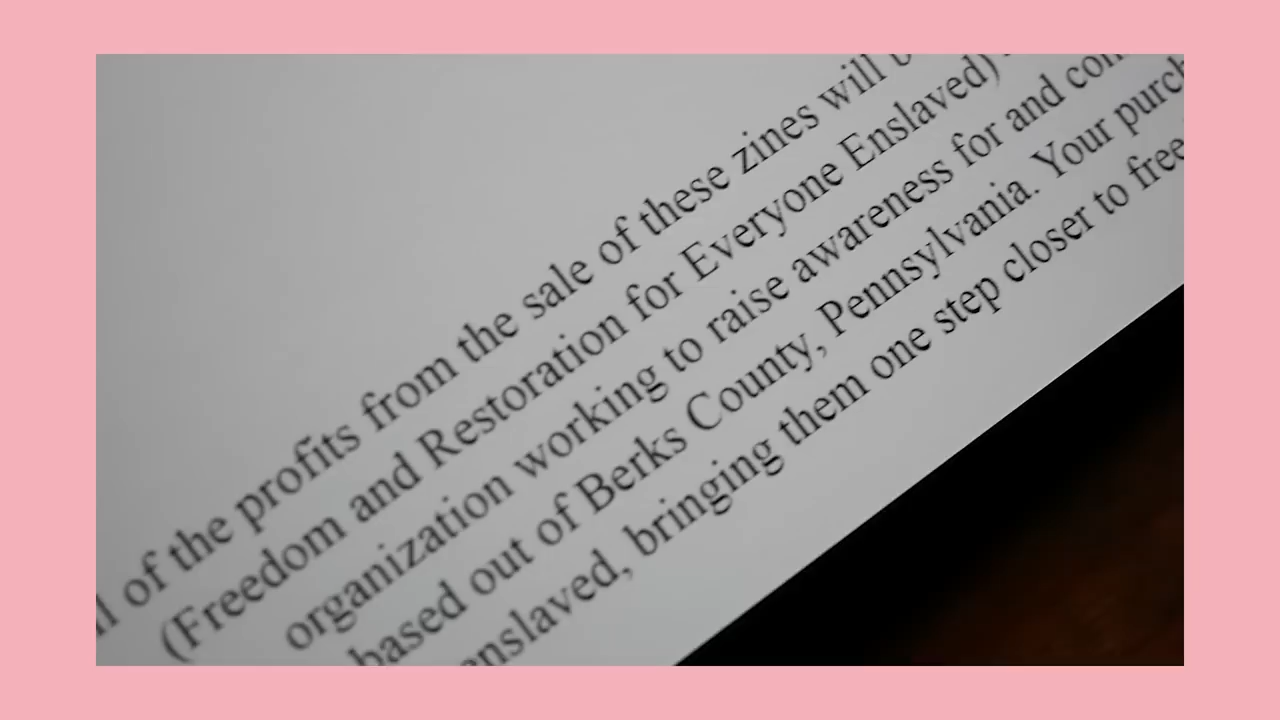 of the profits from the sale of these zines will
(Freedom and Restoration for Everyone Enslaved)
organization working to raise awareness for and
based out of Berks County, Pennsylvania. Your
enslaved, bringing them one step closer to